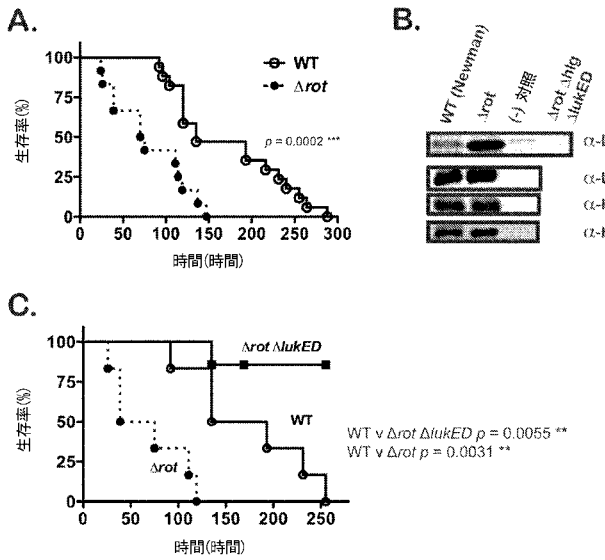 A.
100
75
50
25
0
生存率(%)
WT
Δrot
p = 0.0002 ***
0 50 100 150 200 250 300
時間(時間)
B.
WT (Newman)
Δrot
(-) 対照
Δrot Δhlg
ΔlukED
C.
100
75
50
25
0
生存率(%)
Δrot ΔlukED
WT
Δrot
WT v Δrot ΔlukED p = 0.0055 **
WT v Δrot p = 0.0031 **
0 50 100 150 200 250
時間(時間)